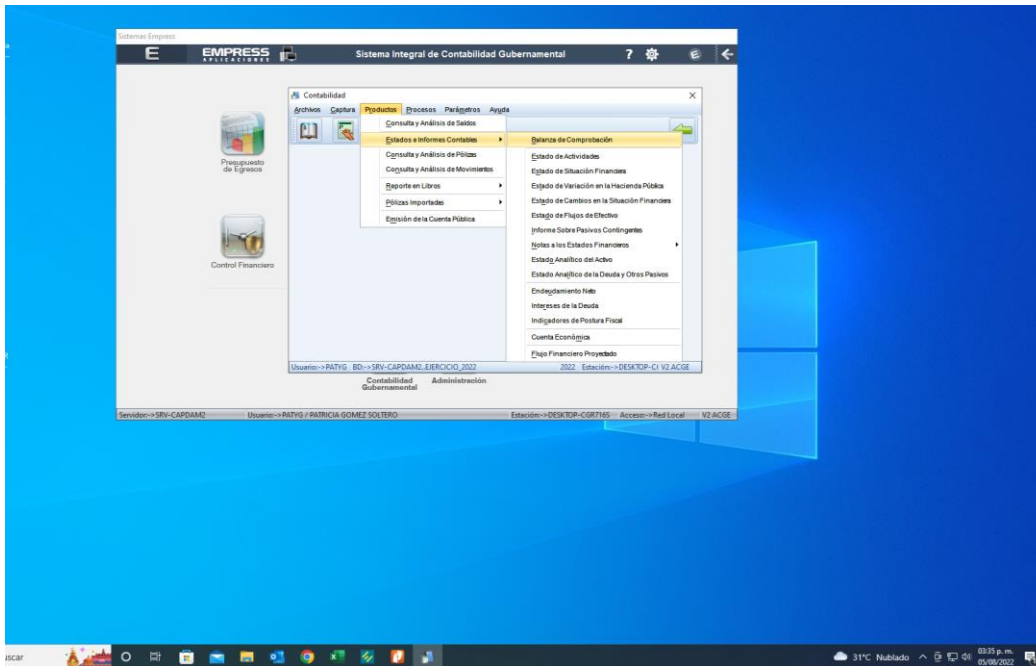 Sistemas Empress
E EMPRESS Sistema Integral de Contabilidad Gubernamental ?
APLICACIONES
Contabilidad
Archivos Captura Productos Procesos Parámetros Ayuda
Consulta y Análisis de Saldos
Estados e Informes Contables
Consulta y Análisis de Pólizas
Consulta y Análisis de Movimientos
Reporte en Libros
Pólizas Importadas
Emisión de la Cuenta Pública
Balanza de Comprobación
Estado de Actividades
Estado de Situación Financiera
Estado de Variación en la Hacienda Pública
Estado de Cambios en la Situación Financiera
Estado de Flujos de Efectivo
Informe Sobre Pasivos Contingentes
Notas a los Estados Financieros
Estado Analítico del Activo
Estado Analítico de la Deuda y Otros Pasivos
Endeudamiento Neto
Intereses de la Deuda
Indicadores de Postura Fiscal
Cuenta Económica
Flujo Financiero Proyectado
Presupuesto
de Egresos
Control Financiero
Usuario:->PATYG BD:->SRV-CAPDAM2..EJERCICIO_2022 2022 Estación:->DESKTOP-C( V2 ACGE
Contabilidad
Gubernamental
Administración
Servidor:->SRV-CAPDAM2 Usuario:->PATYG / PATRICIA GOMEZ SOLTERO Estación:->DESKTOP-CGR7165 Acceso:->Red Local V2 ACGE
uscar
31°C Nublado
03:35 p. m.
05/08/2022